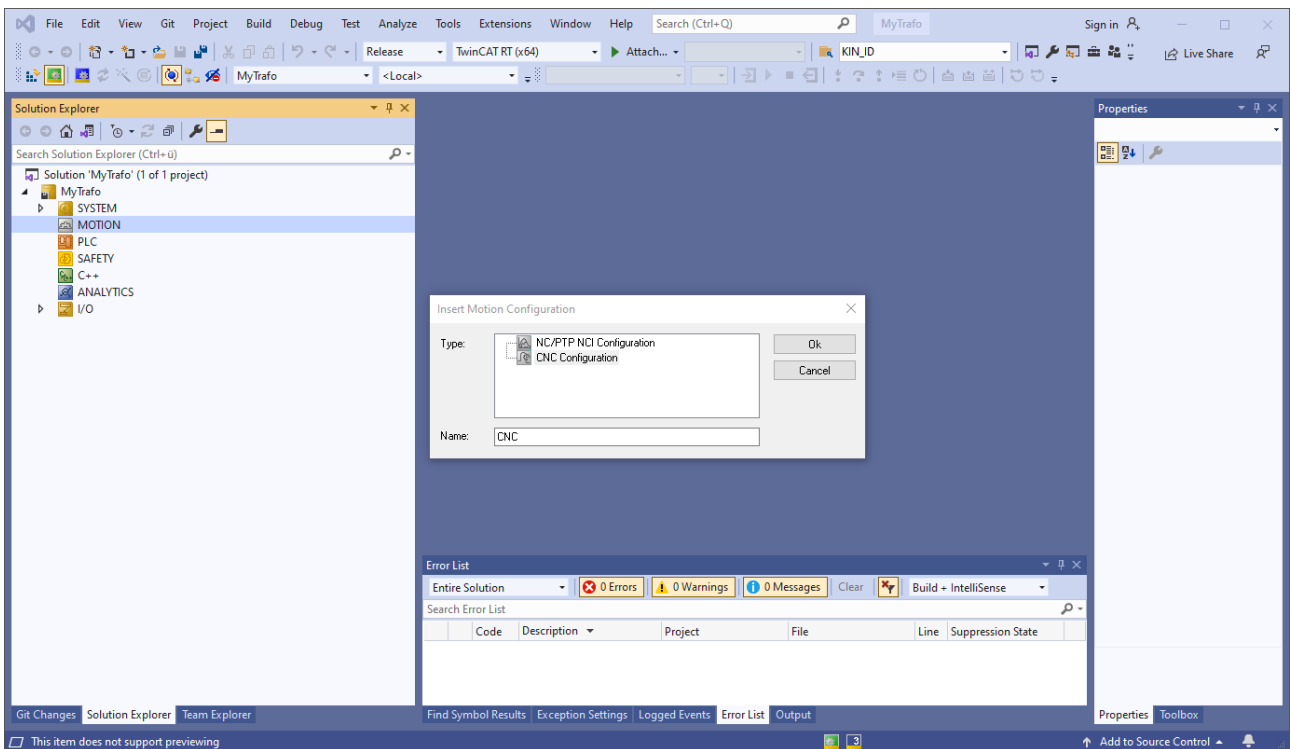 File Edit View Git Project Build Debug Test Analyze Tools Extensions Window Help Search (Ctrl+Q) MyTrafo Sign in
Release TwinCAT RT (x64) Attach... KIN_ID Live Share
MyTrafo <Local>
Solution Explorer
Search Solution Explorer (Ctrl+ü)
Solution 'MyTrafo' (1 of 1 project)
MyTrafo
SYSTEM
MOTION
PLC
SAFETY
C++
ANALYTICS
I/O
Insert Motion Configuration
Type:
NC/PTP NCI Configuration
CNC Configuration
Ok
Cancel
Name: CNC
Error List
Entire Solution 0 Errors 0 Warnings 0 Messages Clear Build + IntelliSense
Search Error List
Code Description Project File Line Suppression State
Properties
Git Changes Solution Explorer Team Explorer
Find Symbol Results Exception Settings Logged Events Error List Output
Properties Toolbox
This item does not support previewing 3 Add to Source Control